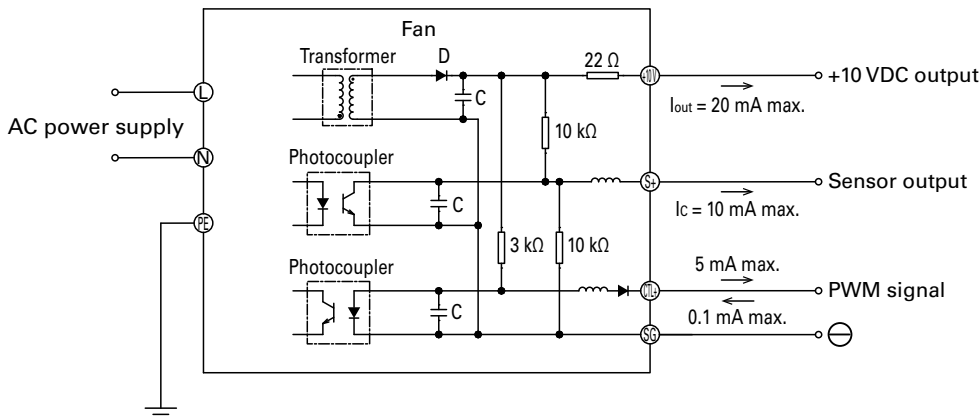 Fan
Transformer
D
22 Ω
+10V
+10 VDC output
Iout = 20 mA max.
C
L
AC power supply
10 kΩ
N
Photocoupler
S+
Sensor output
Ic = 10 mA max.
C
PE
3 kΩ
10 kΩ
Photocoupler
5 mA max.
CTL+
PWM signal
0.1 mA max.
C
SG